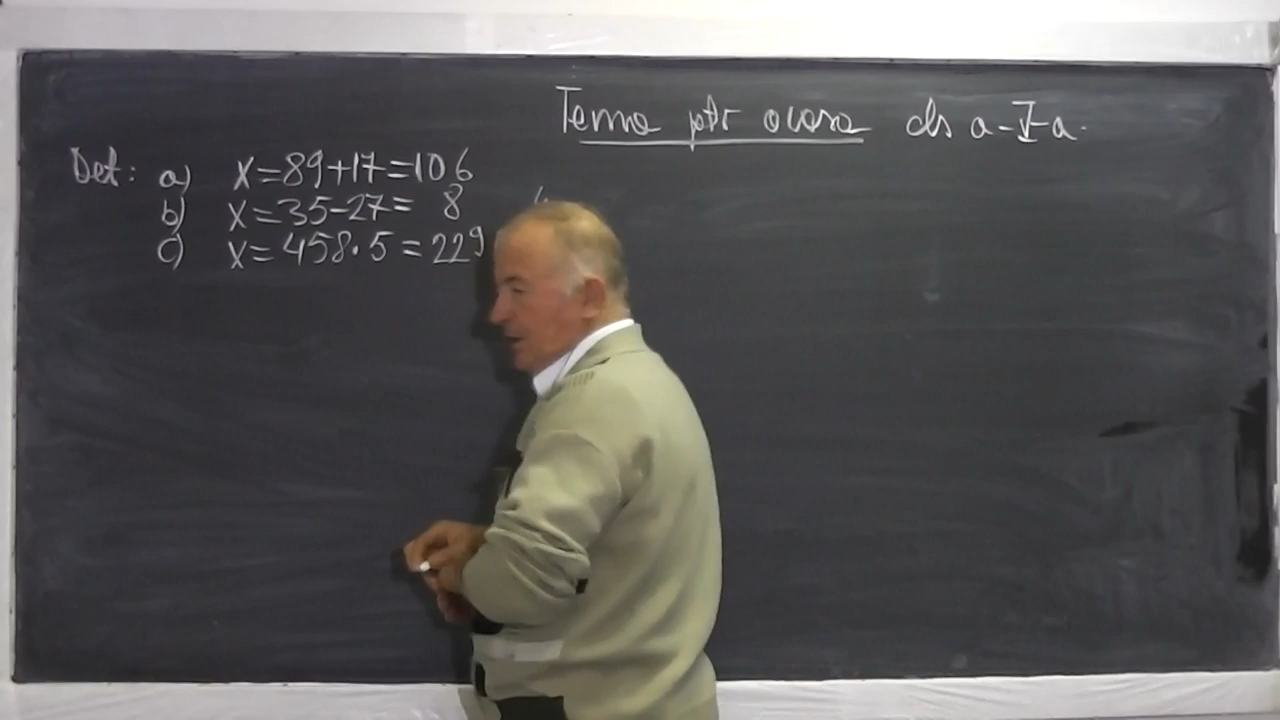 Tema ptr acasa cls a-V-a.
Det: a) x=89+17=106
b) x=35-27= 8
c) x=458·5=229